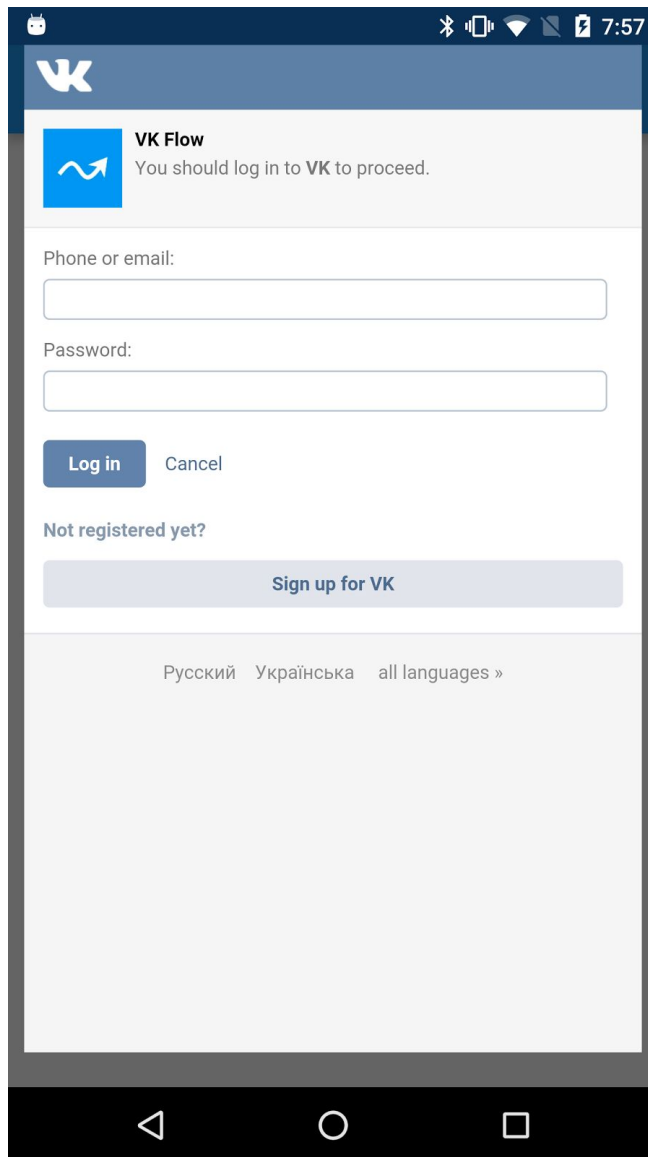 7:57
VK
VK Flow
You should log in to VK to proceed.
Phone or email:
Password:
Log in Cancel
Not registered yet?
Sign up for VK
Русский Українська all languages »